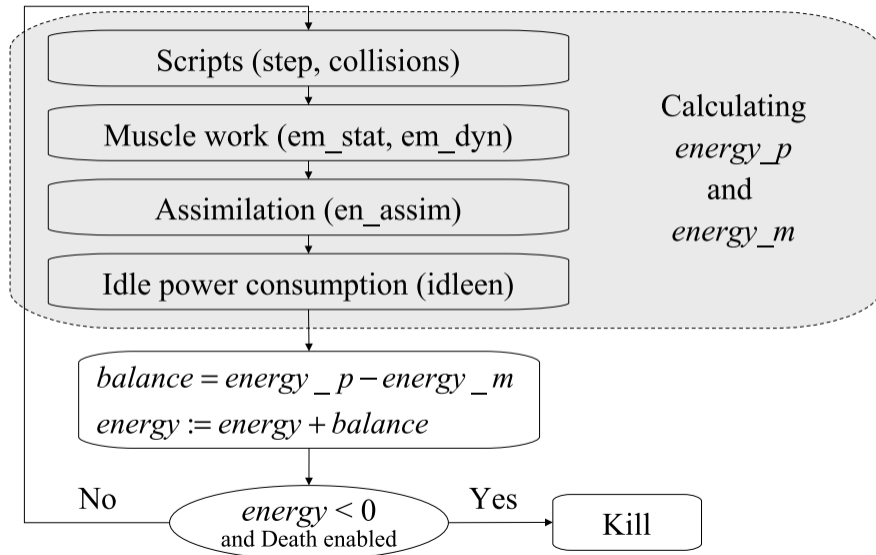 Scripts (step, collisions)
Muscle work (em_stat, em_dyn)
Assimilation (en_assim)
Idle power consumption (idleen)
Calculating
energy_p
and
energy_m
balance = energy _ p − energy _ m
energy := energy + balance
No
energy < 0
and Death enabled
Yes
Kill